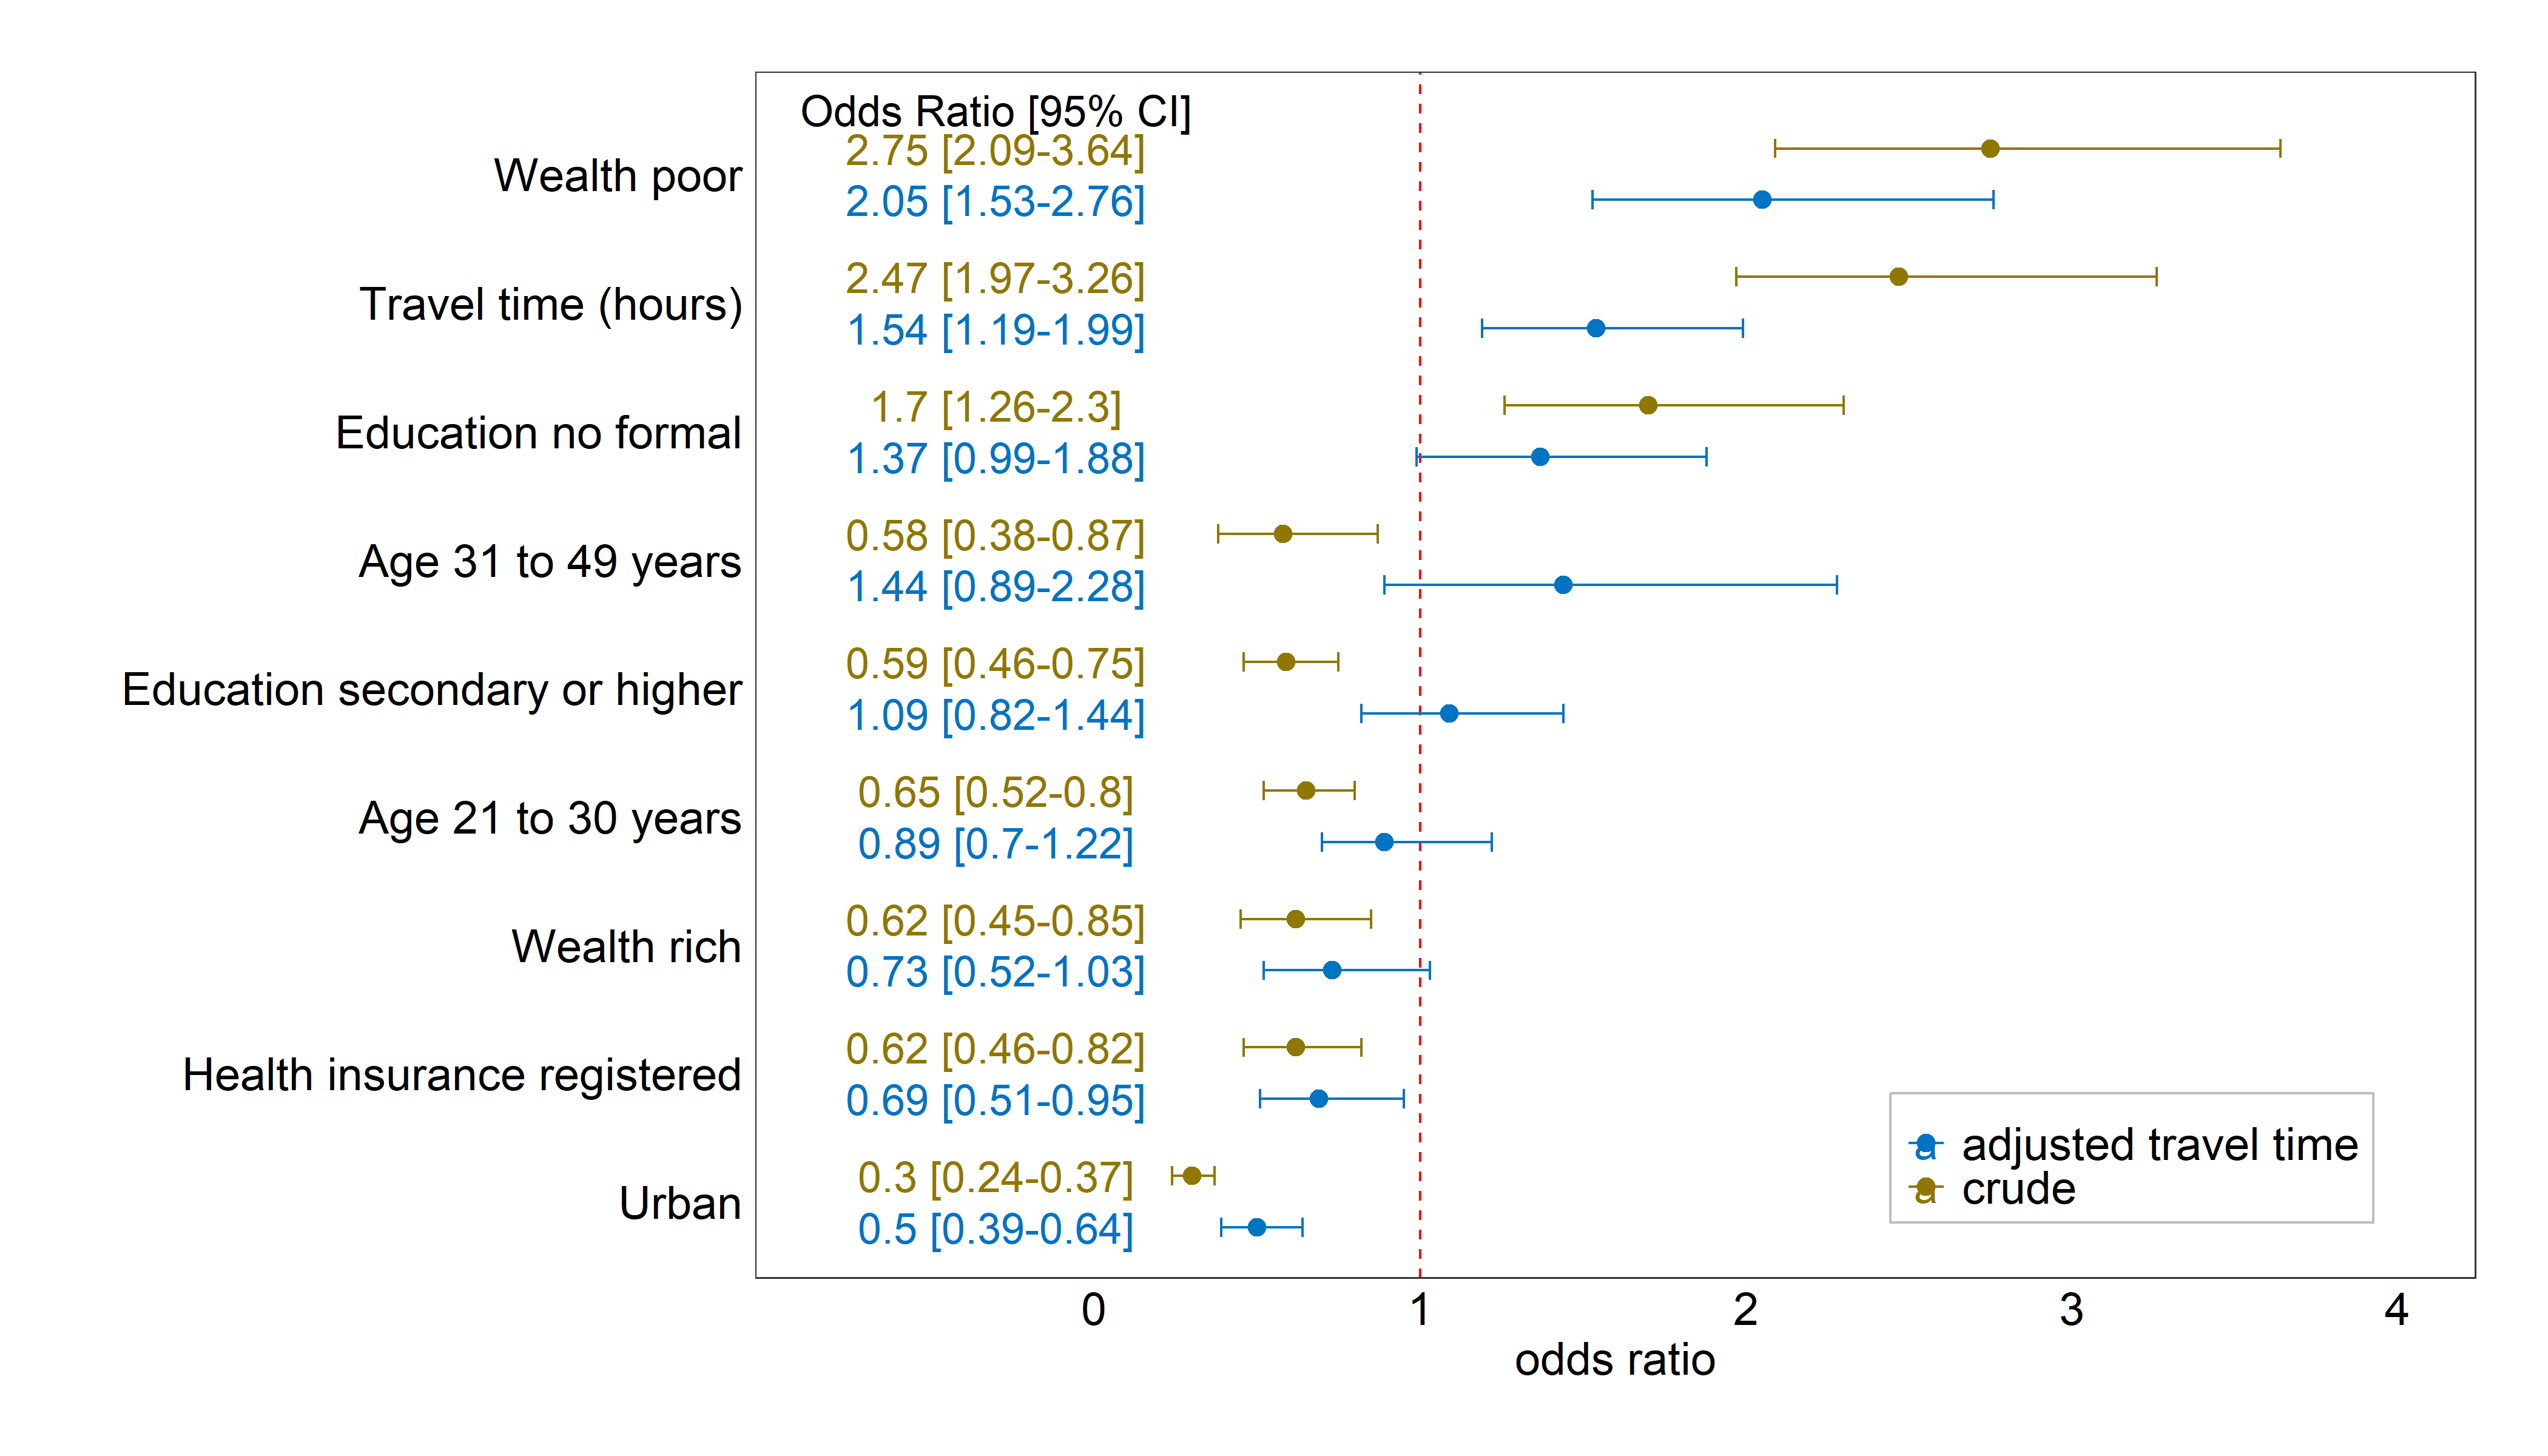 Odds Ratio [95% CI]
Wealth poor
2.75 [2.09-3.64]
2.05 [1.53-2.76]
Travel time (hours)
2.47 [1.97-3.26]
1.54 [1.19-1.99]
Education no formal
1.7 [1.26-2.3]
1.37 [0.99-1.88]
Age 31 to 49 years
0.58 [0.38-0.87]
1.44 [0.89-2.28]
Education secondary or higher
0.59 [0.46-0.75]
1.09 [0.82-1.44]
Age 21 to 30 years
0.65 [0.52-0.8]
0.89 [0.7-1.22]
Wealth rich
0.62 [0.45-0.85]
0.73 [0.52-1.03]
Health insurance registered
0.62 [0.46-0.82]
0.69 [0.51-0.95]
Urban
0.3 [0.24-0.37]
0.5 [0.39-0.64]
a adjusted travel time
a crude
0 1 2 3 4
odds ratio